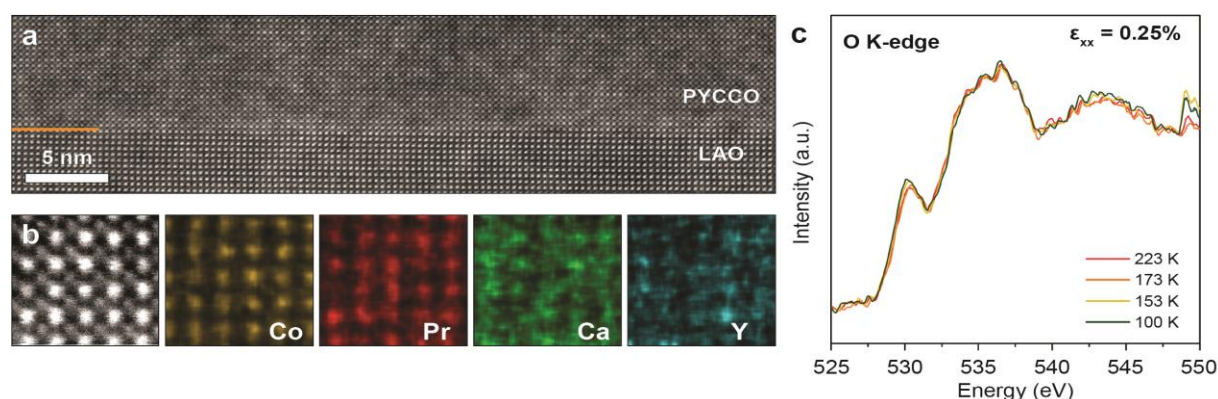 a
PYCCO
LAO
5 nm
b
Co
Pr
Ca
Y
c
O K-edge
ε_xx = 0.25%
Intensity (a.u.)
223 K
173 K
153 K
100 K
525 530 535 540 545 550
Energy (eV)